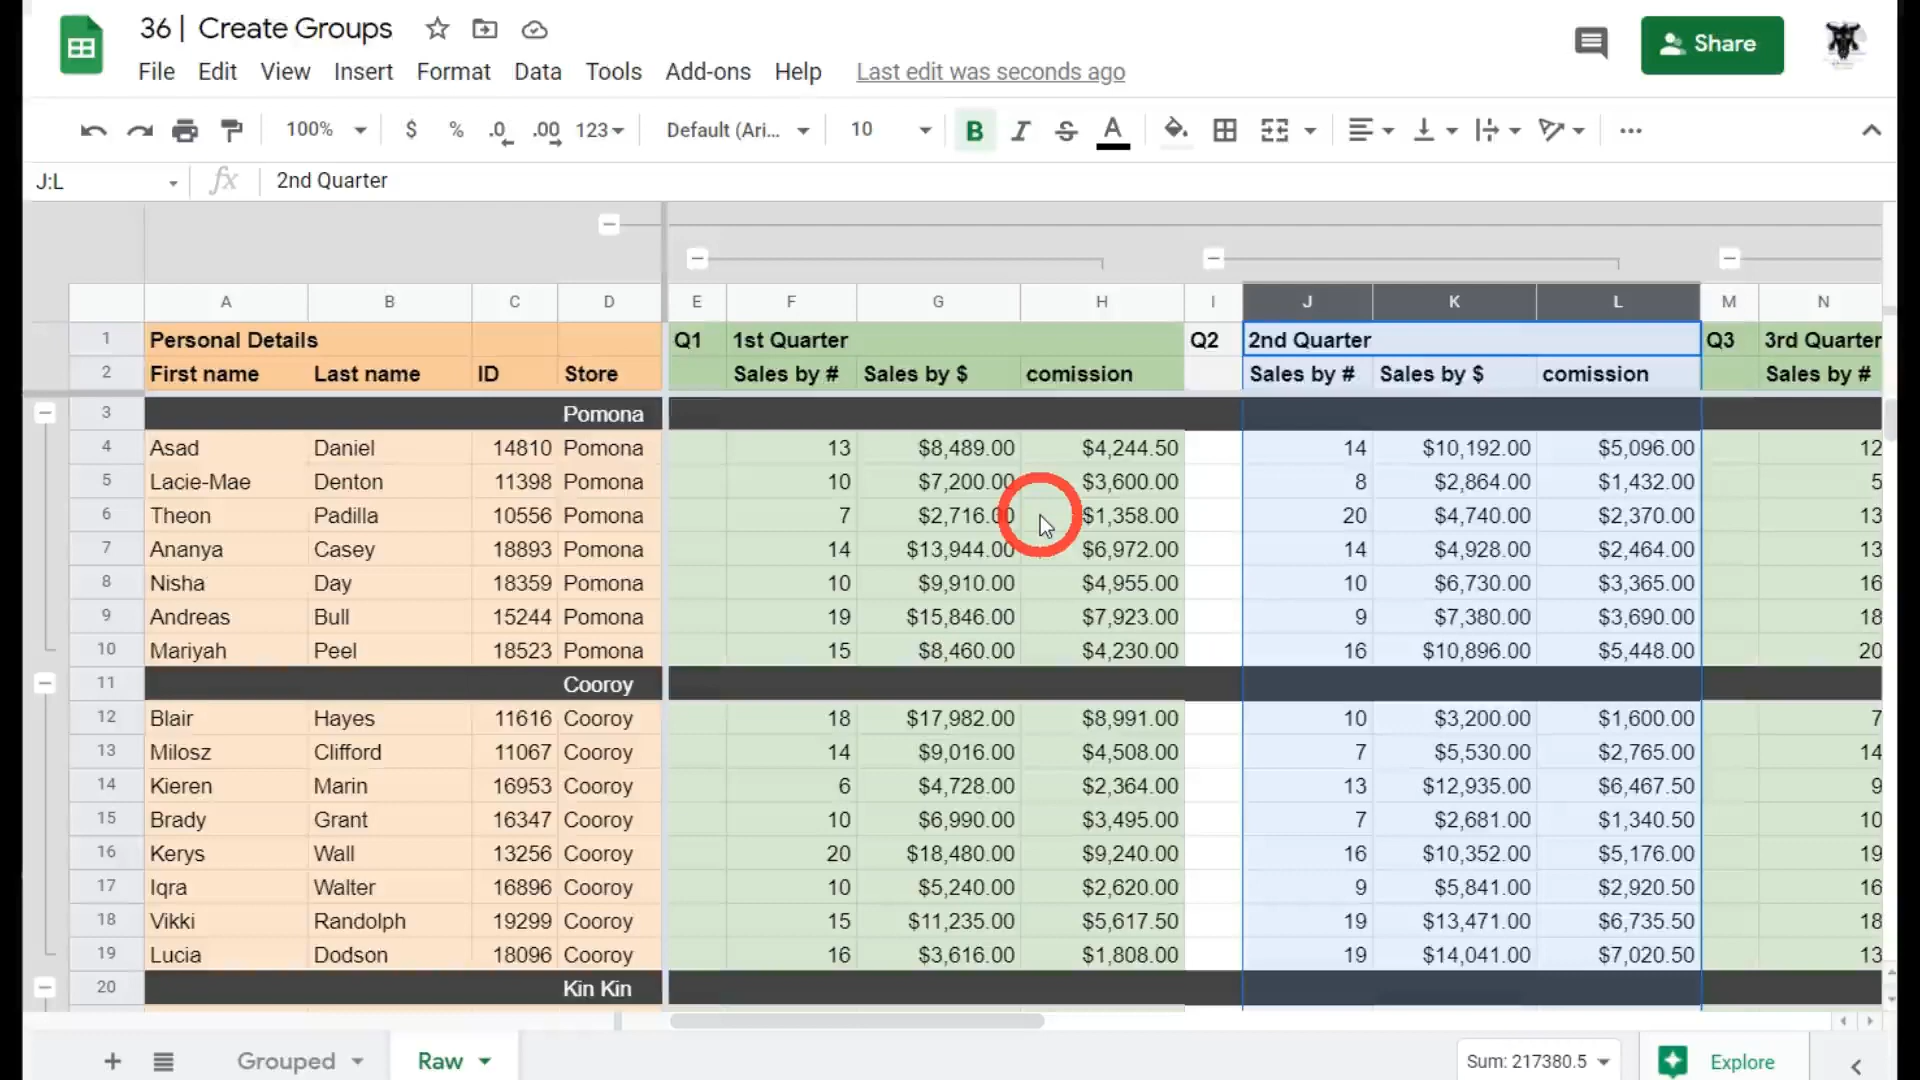 36 | Create Groups
Share
File Edit View Insert Format Data Tools Add-ons Help Last edit was seconds ago
100% $ % .0 .00 123 Default (Ari... 10 B I S A
J:L fx 2nd Quarter
A B C D E F G H I J K L M N
1 Personal Details Q1 1st Quarter Q2 2nd Quarter Q3 3rd Quarter
2 First name Last name ID Store Sales by # Sales by $ comission Sales by # Sales by $ comission Sales by #
3 Pomona
4 Asad Daniel 14810 Pomona 13 $8,489.00 $4,244.50 14 $10,192.00 $5,096.00 12
5 Lacie-Mae Denton 11398 Pomona 10 $7,200.00 $3,600.00 8 $2,864.00 $1,432.00 5
6 Theon Padilla 10556 Pomona 7 $2,716.00 $1,358.00 20 $4,740.00 $2,370.00 13
7 Ananya Casey 18893 Pomona 14 $13,944.00 $6,972.00 14 $4,928.00 $2,464.00 13
8 Nisha Day 18359 Pomona 10 $9,910.00 $4,955.00 10 $6,730.00 $3,365.00 16
9 Andreas Bull 15244 Pomona 19 $15,846.00 $7,923.00 9 $7,380.00 $3,690.00 18
10 Mariyah Peel 18523 Pomona 15 $8,460.00 $4,230.00 16 $10,896.00 $5,448.00 20
11 Cooroy
12 Blair Hayes 11616 Cooroy 18 $17,982.00 $8,991.00 10 $3,200.00 $1,600.00 7
13 Milosz Clifford 11067 Cooroy 14 $9,016.00 $4,508.00 7 $5,530.00 $2,765.00 14
14 Kieren Marin 16953 Cooroy 6 $4,728.00 $2,364.00 13 $12,935.00 $6,467.50 9
15 Brady Grant 16347 Cooroy 10 $6,990.00 $3,495.00 7 $2,681.00 $1,340.50 10
16 Kerys Wall 13256 Cooroy 20 $18,480.00 $9,240.00 16 $10,352.00 $5,176.00 19
17 Iqra Walter 16896 Cooroy 10 $5,240.00 $2,620.00 9 $5,841.00 $2,920.50 16
18 Vikki Randolph 19299 Cooroy 15 $11,235.00 $5,617.50 19 $13,471.00 $6,735.50 18
19 Lucia Dodson 18096 Cooroy 16 $3,616.00 $1,808.00 19 $14,041.00 $7,020.50 13
20 Kin Kin
Grouped Raw Sum: 217380.5 Explore